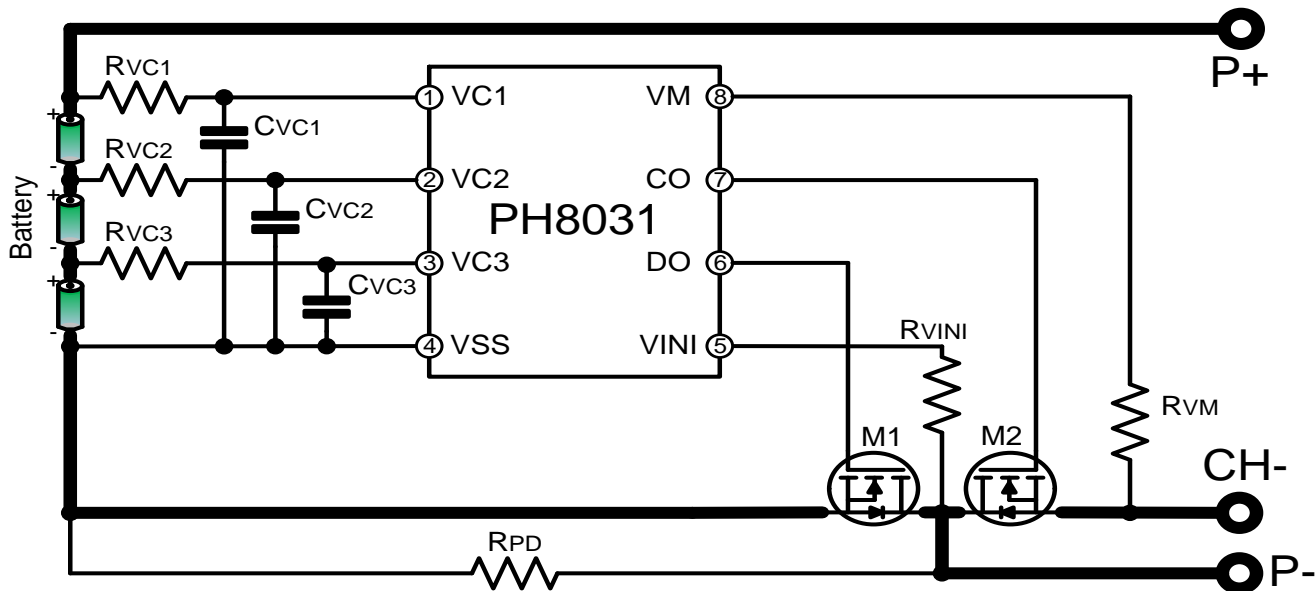 P+
RVC1
1 VC1
VM 8
CVC1
+
-
RVC2
2 VC2
CO 7
CVC2
PH8031
Battery
+
-
RVC3
3 VC3
DO 6
CVC3
+
-
4 VSS
VINI 5
RVINI
RVM
M1
M2
CH-
RPD
P-